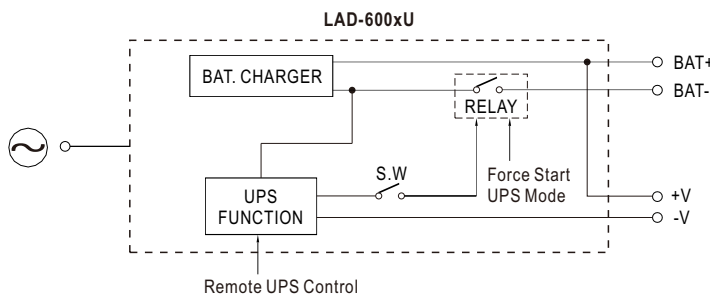 LAD-600xU
BAT. CHARGER
BAT+
BAT-
RELAY
S.W
Force Start
UPS Mode
UPS
FUNCTION
+V
-V
Remote UPS Control